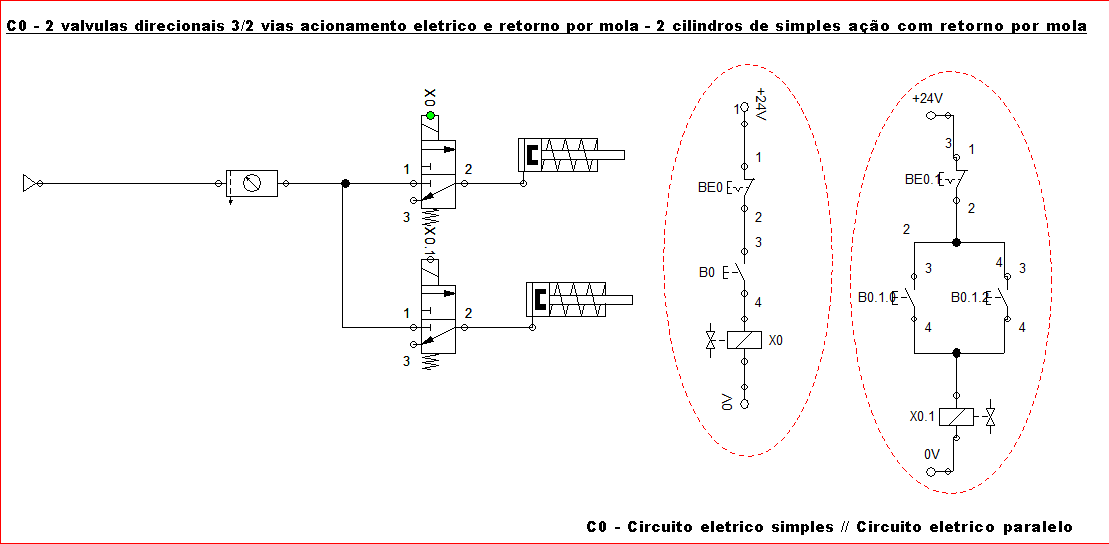 C0 - 2 valvulas direcionais 3/2 vias acionamento eletrico e retorno por mola - 2 cilindros de simples ação com retorno por mola
X0
1
2
3
X0.1
1
2
3
+24V
1
1
BE0
2
3
B0
4
X0
0V
+24V
3
1
BE0.1
2
2
3
4
3
B0.1.0
B0.1.2
4
4
X0.1
0V
C0 - Circuito eletrico simples // Circuito eletrico paralelo